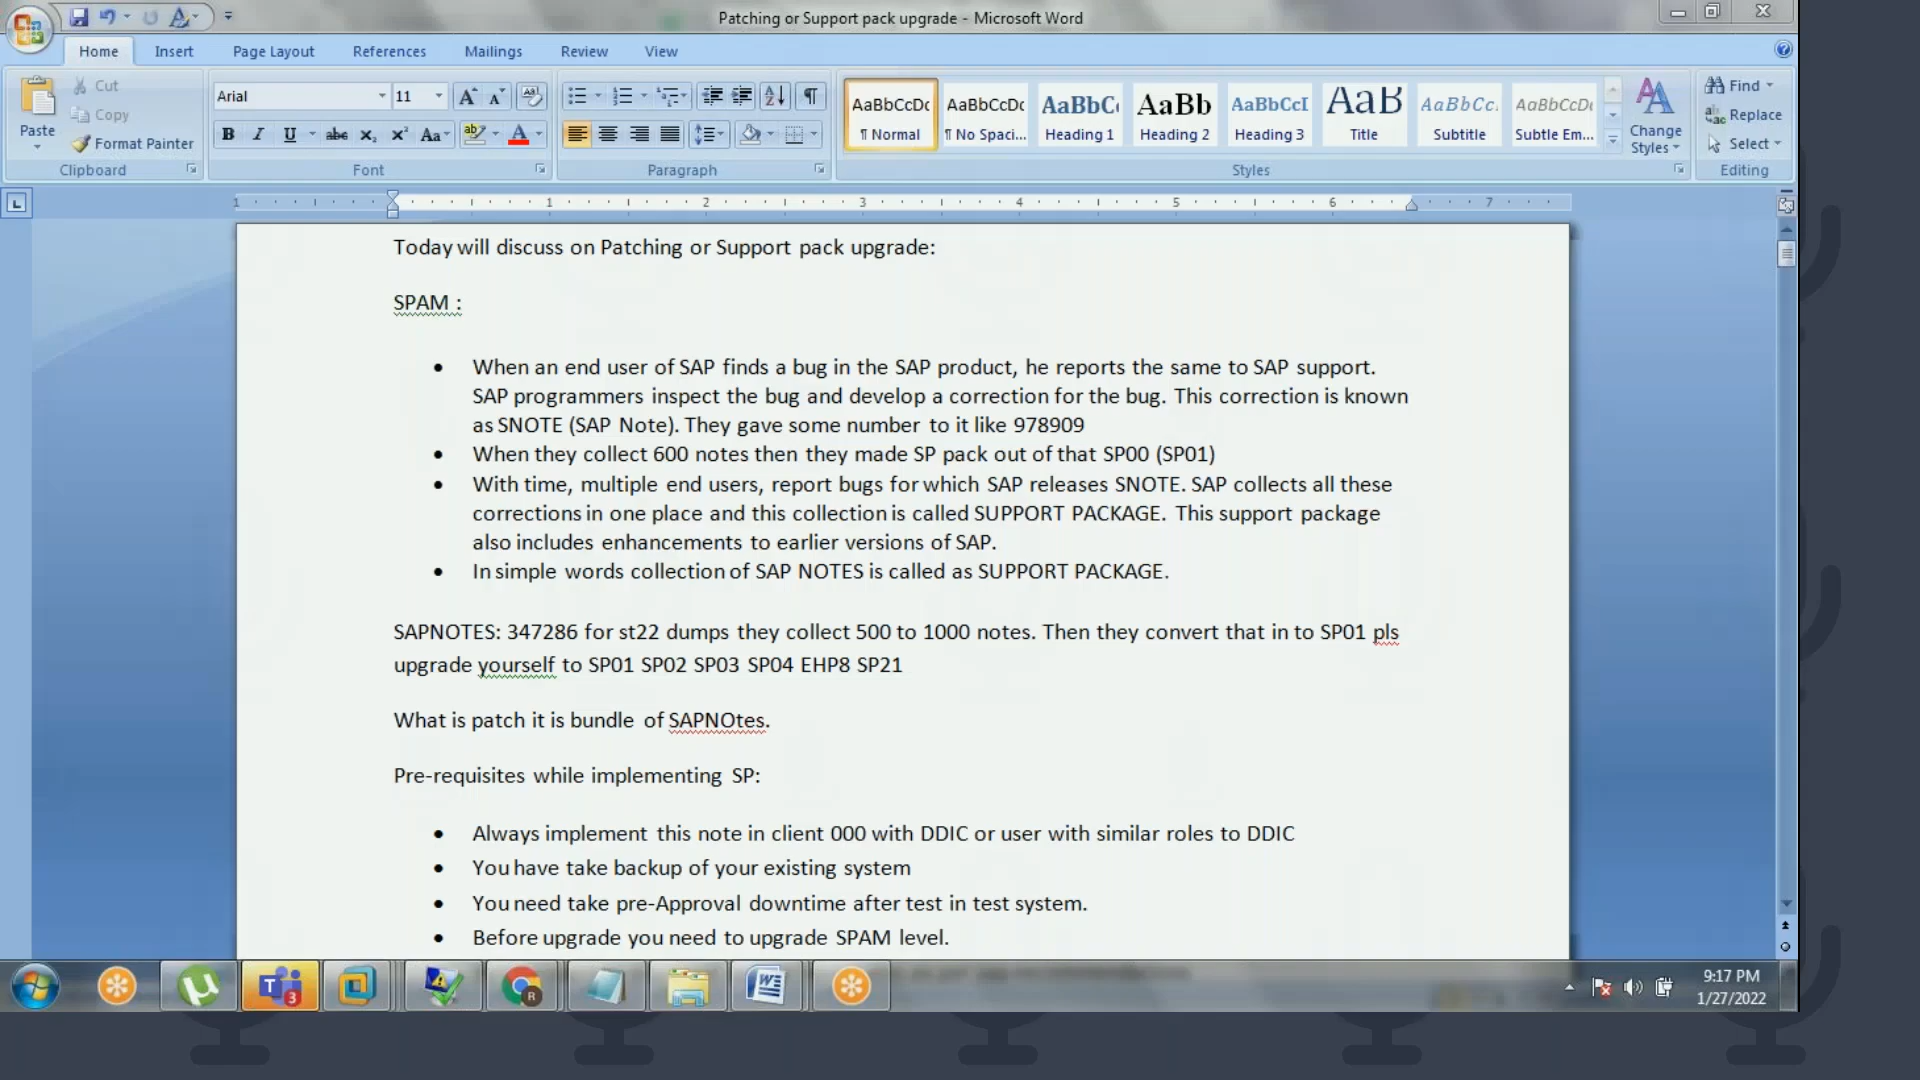 Patching or Support pack upgrade - Microsoft Word
Home Insert Page Layout References Mailings Review View
Paste
Cut
Copy
Format Painter
Clipboard
Arial 11
Font
Paragraph
AaBbCcDc AaBbCcDc AaBbC AaBb AaBbCcI AaB AaBbCc. AaBbCcDc
¶ Normal ¶ No Spaci... Heading 1 Heading 2 Heading 3 Title Subtitle Subtle Em...
Styles
Change Styles
Find
Replace
Select
Editing
1 1 2 3 4 5 6 7
Today will discuss on Patching or Support pack upgrade:
SPAM :
• When an end user of SAP finds a bug in the SAP product, he reports the same to SAP support.
SAP programmers inspect the bug and develop a correction for the bug. This correction is known
as SNOTE (SAP Note). They gave some number to it like 978909
• When they collect 600 notes then they made SP pack out of that SP00 (SP01)
• With time, multiple end users, report bugs for which SAP releases SNOTE. SAP collects all these
corrections in one place and this collection is called SUPPORT PACKAGE. This support package
also includes enhancements to earlier versions of SAP.
• In simple words collection of SAP NOTES is called as SUPPORT PACKAGE.
SAPNOTES: 347286 for st22 dumps they collect 500 to 1000 notes. Then they convert that in to SP01 pls
upgrade yourself to SP01 SP02 SP03 SP04 EHP8 SP21
What is patch it is bundle of SAPNOtes.
Pre-requisites while implementing SP:
• Always implement this note in client 000 with DDIC or user with similar roles to DDIC
• You have take backup of your existing system
• You need take pre-Approval downtime after test in test system.
• Before upgrade you need to upgrade SPAM level.
9:17 PM
1/27/2022